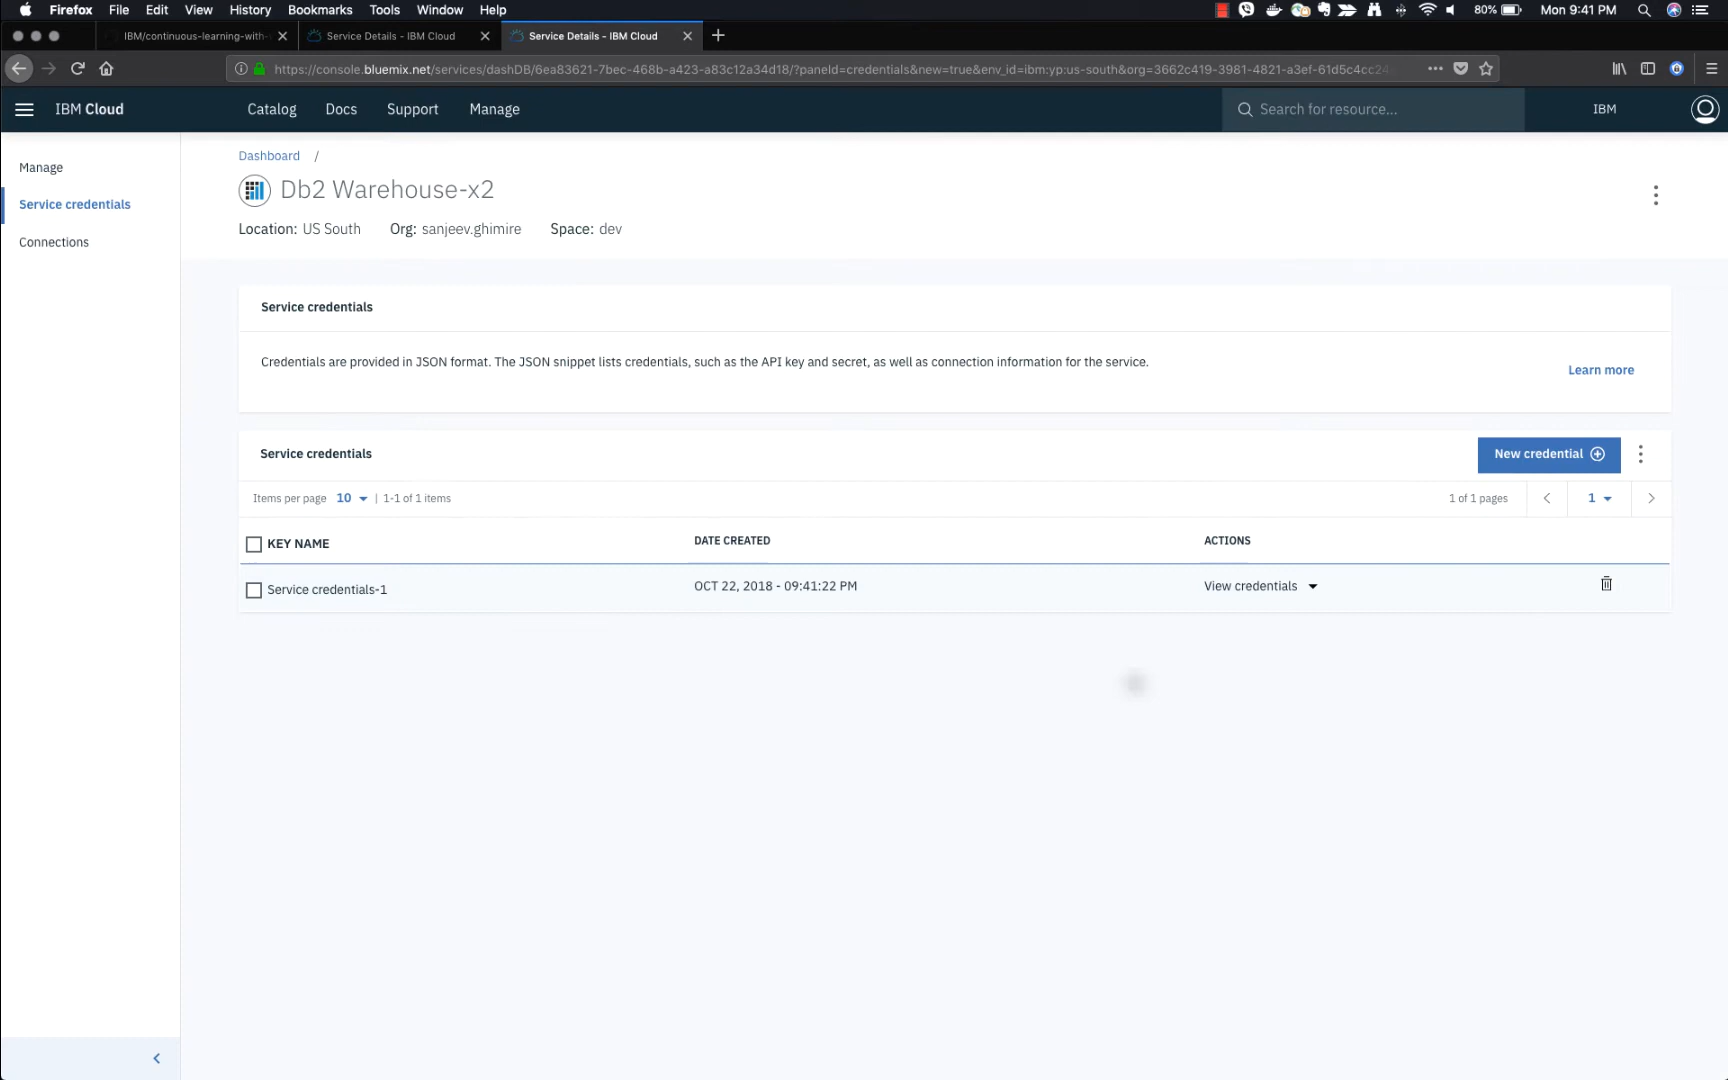 Firefox File Edit View History Bookmarks Tools Window Help 80% Mon 9:41 PM
IBM/continuous-learning-with- Service Details - IBM Cloud Service Details - IBM Cloud
https://console.bluemix.net/services/dashDB/6ea83621-7bec-468b-a423-a83c12a34d18/?paneId=credentials&new=true&env_id=ibm:yp:us-south&org=3662c419-3981-4821-a3ef-61d5c4cc24
IBM Cloud Catalog Docs Support Manage Search for resource... IBM
Manage
Service credentials
Connections
Dashboard /
Db2 Warehouse-x2
Location: US South Org: sanjeev.ghimire Space: dev
Service credentials
Credentials are provided in JSON format. The JSON snippet lists credentials, such as the API key and secret, as well as connection information for the service.
Learn more
Service credentials New credential
Items per page 10 | 1-1 of 1 items 1 of 1 pages 1
KEY NAME DATE CREATED ACTIONS
Service credentials-1 OCT 22, 2018 - 09:41:22 PM View credentials